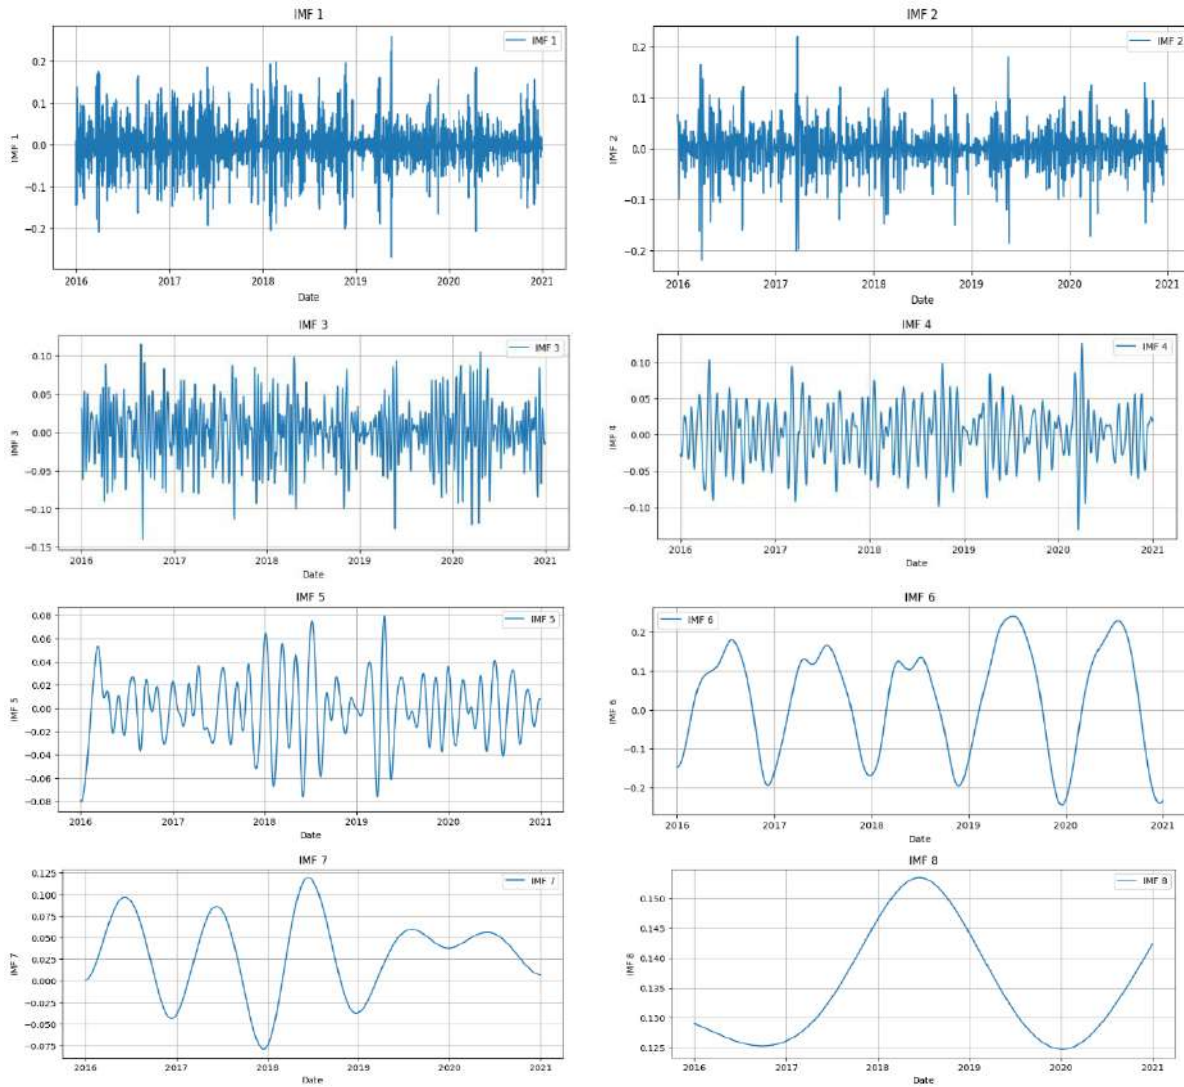 IMF 1
IMF 1
0.2
0.1
0.0
−0.1
−0.2
IMF 1
2016 2017 2018 2019 2020 2021
Date
IMF 2
IMF 2
0.2
0.1
0.0
−0.1
−0.2
IMF 2
2016 2017 2018 2019 2020 2021
Date
IMF 3
IMF 3
0.10
0.05
0.00
−0.05
−0.10
−0.15
IMF 3
2016 2017 2018 2019 2020 2021
Date
IMF 4
IMF 4
0.10
0.05
0.00
−0.05
−0.10
IMF 4
2016 2017 2018 2019 2020 2021
Date
IMF 5
IMF 5
0.08
0.06
0.04
0.02
0.00
−0.02
−0.04
−0.06
−0.08
IMF 5
2016 2017 2018 2019 2020 2021
Date
IMF 6
IMF 6
0.2
0.1
0.0
−0.1
−0.2
IMF 6
2016 2017 2018 2019 2020 2021
Date
IMF 7
IMF 7
0.125
0.100
0.075
0.050
0.025
0.000
−0.025
−0.050
−0.075
IMF 7
2016 2017 2018 2019 2020 2021
Date
IMF 8
IMF 8
0.150
0.145
0.140
0.135
0.130
0.125
IMF 8
2016 2017 2018 2019 2020 2021
Date